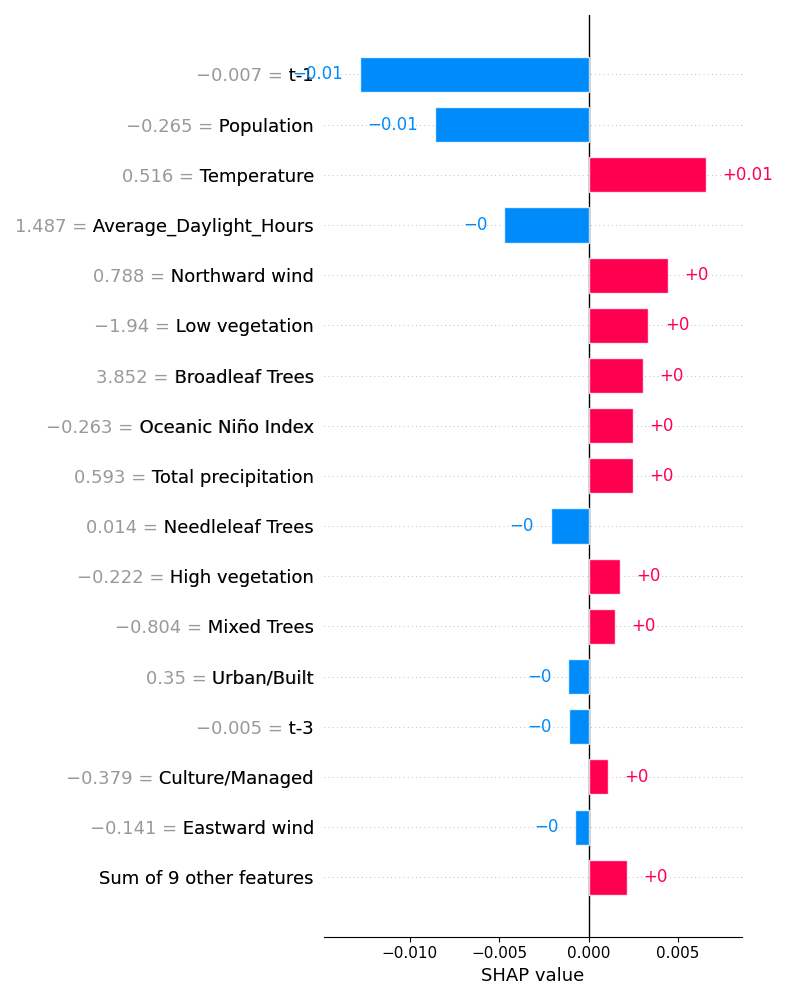 −0.007 = t-1 −0.01
−0.265 = Population −0.01
0.516 = Temperature +0.01
1.487 = Average_Daylight_Hours −0
0.788 = Northward wind +0
−1.94 = Low vegetation +0
3.852 = Broadleaf Trees +0
−0.263 = Oceanic Niño Index +0
0.593 = Total precipitation +0
0.014 = Needleleaf Trees −0
−0.222 = High vegetation +0
−0.804 = Mixed Trees +0
0.35 = Urban/Built −0
−0.005 = t-3 −0
−0.379 = Culture/Managed +0
−0.141 = Eastward wind −0
Sum of 9 other features +0
−0.010 −0.005 0.000 0.005
SHAP value